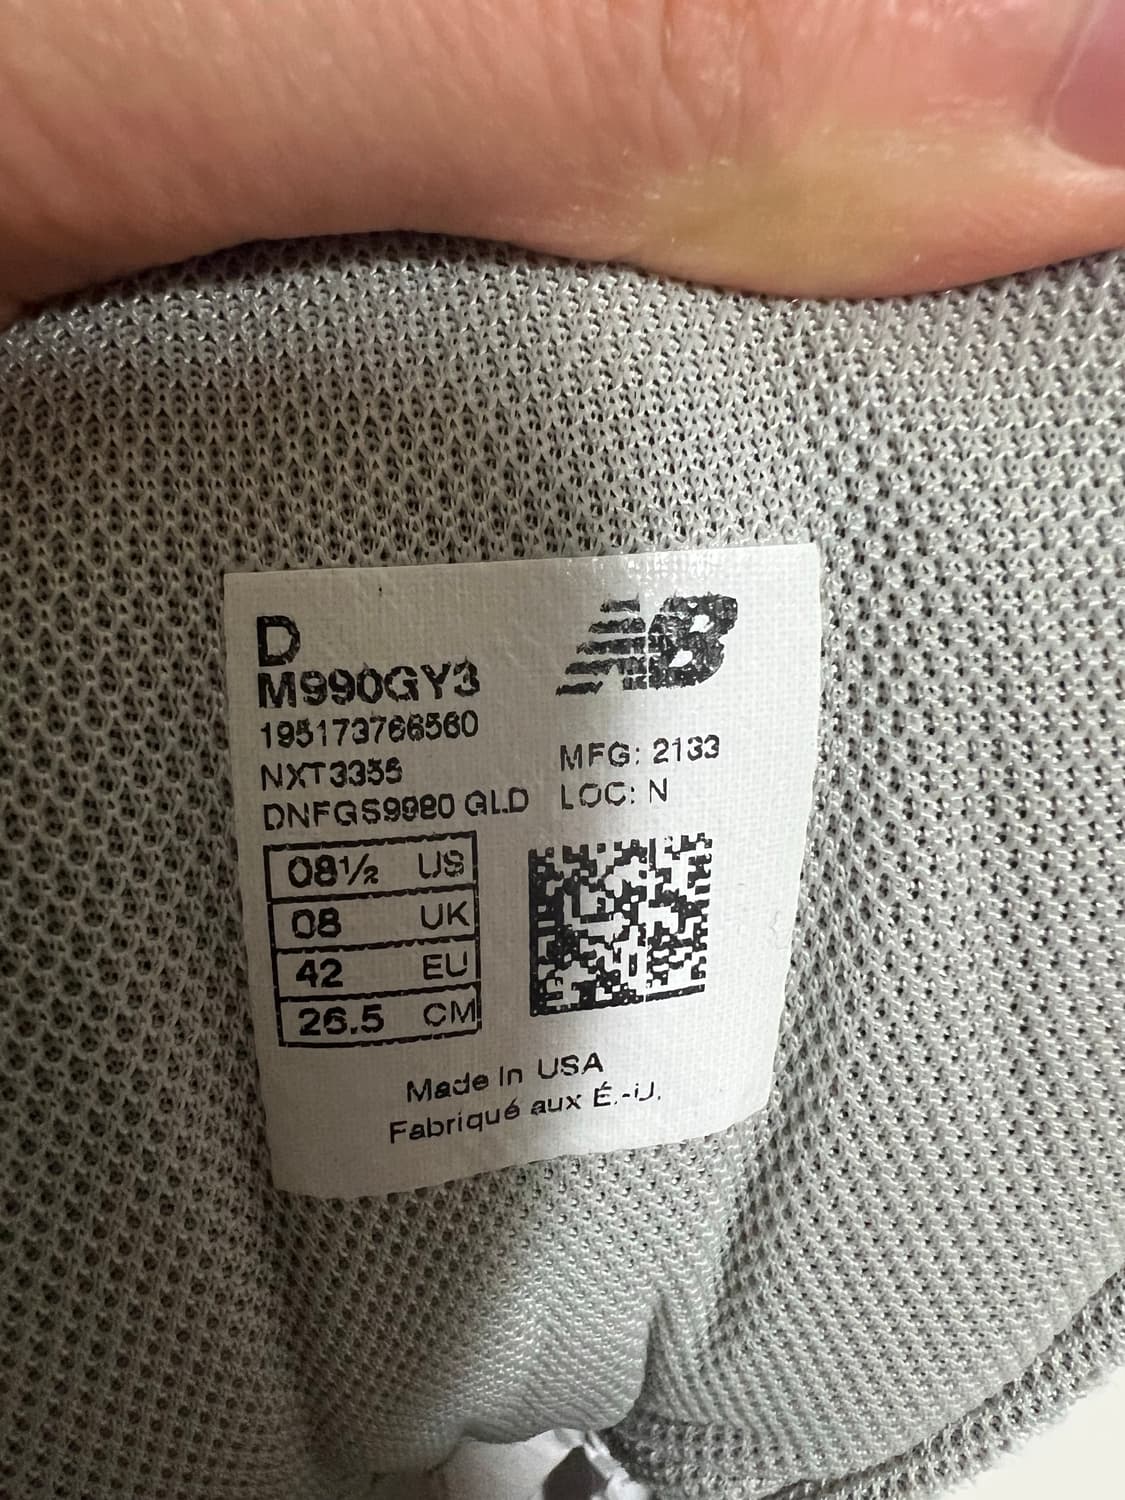 D
M990GY3
195173766560
NXT3355
DNFGS9980 GLD
NB
MFG: 2133
LOC: N
08½ US
08 UK
42 EU
26.5 CM
Made In USA
Fabriqué aux É.-U.